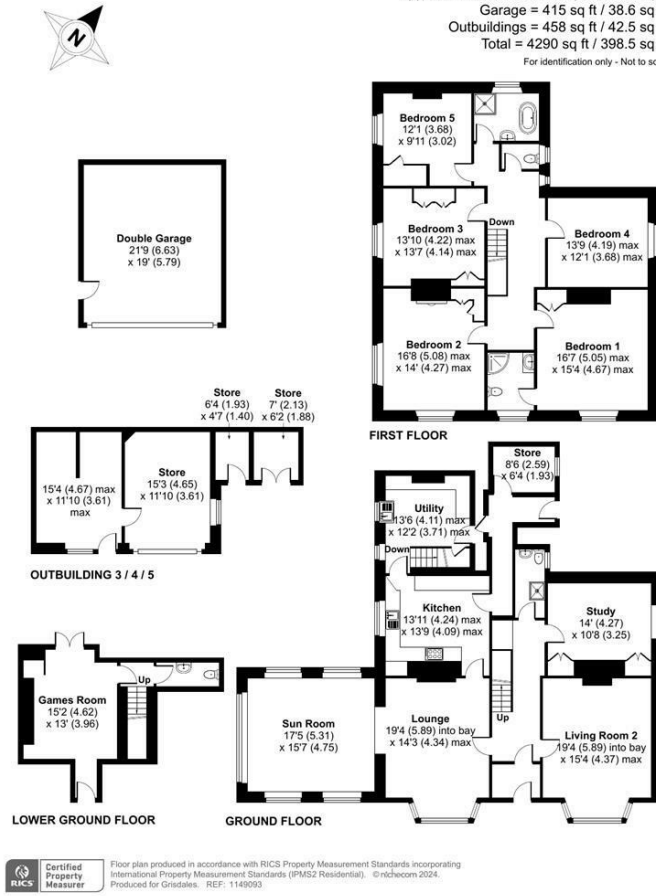 N
Garage = 415 sq ft / 38.6 sq
Outbuildings = 458 sq ft / 42.5 sq
Total = 4290 sq ft / 398.5 sq
For identification only - Not to sc
Double Garage
21'9 (6.63)
x 19' (5.79)
Bedroom 5
12'1 (3.68)
x 9'11 (3.02)
Bedroom 3
13'10 (4.22) max
x 13'7 (4.14) max
Down
Bedroom 4
13'9 (4.19) max
x 12'1 (3.68) max
Bedroom 2
16'8 (5.08) max
x 14' (4.27) max
Bedroom 1
16'7 (5.05) max
x 15'4 (4.67) max
FIRST FLOOR
Store
6'4 (1.93)
x 4'7 (1.40)
Store
7' (2.13)
x 6'2 (1.88)
15'4 (4.67) max
x 11'10 (3.61)
max
Store
15'3 (4.65)
x 11'10 (3.61)
OUTBUILDING 3 / 4 / 5
Store
8'6 (2.59)
x 6'4 (1.93)
Utility
13'6 (4.11) max
x 12'2 (3.71) max
Down
Kitchen
13'11 (4.24) max
x 13'9 (4.09) max
Study
14' (4.27)
x 10'8 (3.25)
Up
Games Room
15'2 (4.62)
x 13' (3.96)
Sun Room
17'5 (5.31)
x 15'7 (4.75)
Lounge
19'4 (5.89) into bay
x 14'3 (4.34) max
Up
Living Room 2
19'4 (5.89) into bay
x 15'4 (4.37) max
LOWER GROUND FLOOR
GROUND FLOOR
RICS
Certified
Property
Measurer
Floor plan produced in accordance with RICS Property Measurement Standards incorporating
International Property Measurement Standards (IPMS2 Residential). ©nichecom 2024.
Produced for Grisdales. REF: 1149093